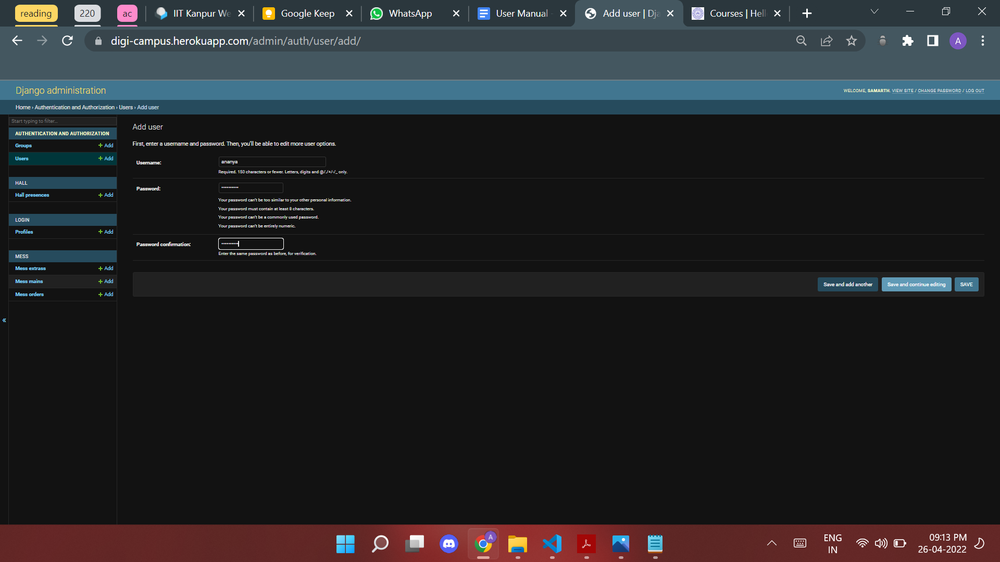 reading
220
ac
IIT Kanpur We
Google Keep
WhatsApp
User Manual -
Add user | Dja
Courses | Hell
digi-campus.herokuapp.com/admin/auth/user/add/
A
Django administration
WELCOME, SAMARTH. VIEW SITE / CHANGE PASSWORD / LOG OUT
Home › Authentication and Authorization › Users › Add user
Start typing to filter...
AUTHENTICATION AND AUTHORIZATION
Groups + Add
Users + Add
HALL
Hall presences + Add
LOGIN
Profiles + Add
MESS
Mess extrass + Add
Mess mains + Add
Mess orders + Add
«
Add user
First, enter a username and password. Then, you'll be able to edit more user options.
Username: ananya
Required. 150 characters or fewer. Letters, digits and @/./+/-/_ only.
Password: ••••••••••
Your password can't be too similar to your other personal information.
Your password must contain at least 8 characters.
Your password can't be a commonly used password.
Your password can't be entirely numeric.
Password confirmation: ••••••••••
Enter the same password as before, for verification.
Save and add another
Save and continue editing
SAVE
A
ENG
IN
09:13 PM
26-04-2022